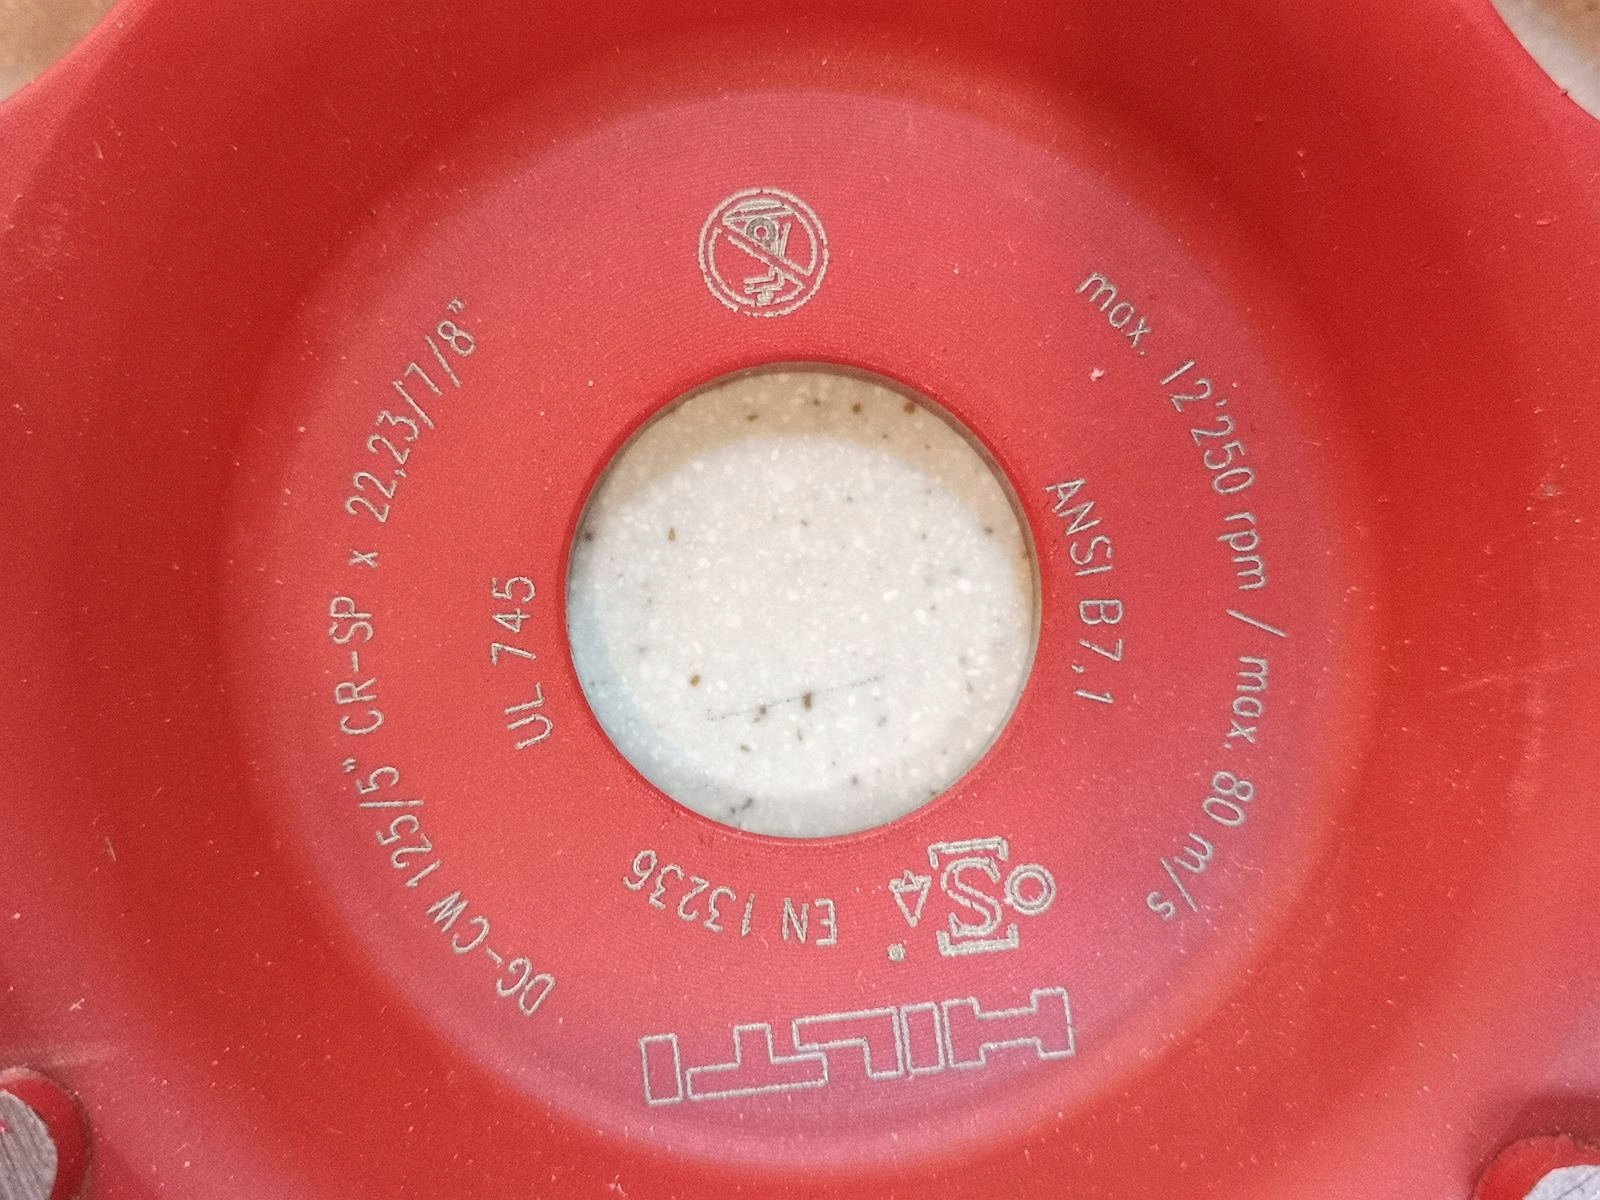 HILTI
DG-CW 125/5" CR-SP x 22,23/7/8"
max. 12'250 rpm / max. 80 m/s
UL 745
ANSI B7,1
EN 13236
oSa